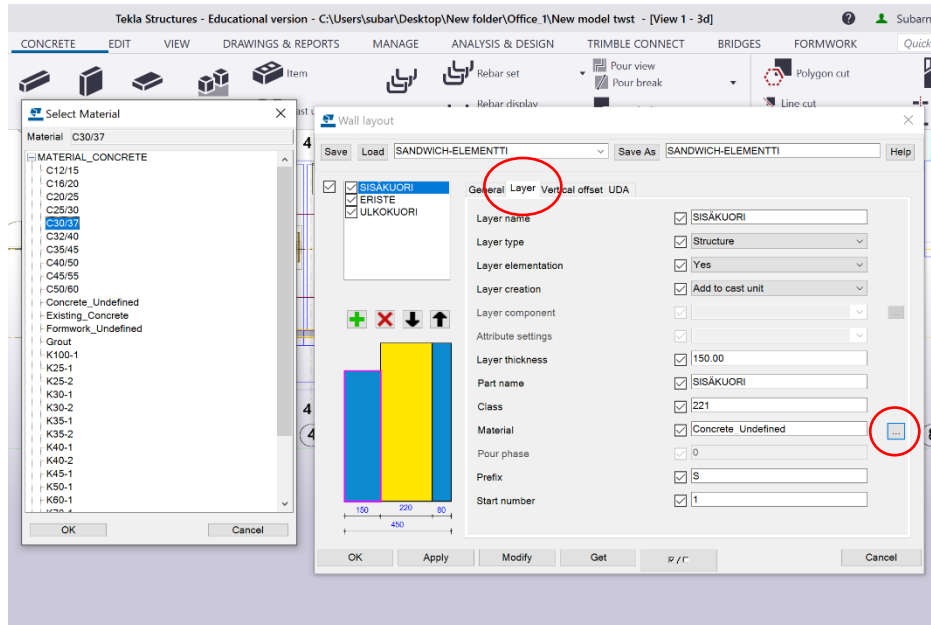 Tekla Structures - Educational version - C:\Users\subar\Desktop\New folder\Office_1\New model twst - [View 1 - 3d]
? Subarn
CONCRETE EDIT VIEW DRAWINGS & REPORTS MANAGE ANALYSIS & DESIGN TRIMBLE CONNECT BRIDGES FORMWORK Quick
Item
Rebar set
Rebar display
Pour view
Pour break
Polygon cut
Line cut
Select Material
Material C30/37
MATERIAL_CONCRETE
C12/15
C16/20
C20/25
C25/30
C30/37
C32/40
C35/45
C40/50
C45/55
C50/60
Concrete_Undefined
Existing_Concrete
Formwork_Undefined
Grout
K100-1
K25-1
K25-2
K30-1
K30-2
K35-1
K35-2
K40-1
K40-2
K45-1
K50-1
K60-1
K70-1
OK Cancel
4
4
4
Wall layout
Save Load SANDWICH-ELEMENTTI Save As SANDWICH-ELEMENTTI Help
SISÄKUORI
ERISTE
ULKOKUORI
General Layer Vertical offset UDA
Layer name SISÄKUORI
Layer type Structure
Layer elementation Yes
Layer creation Add to cast unit
Layer component
Attribute settings
Layer thickness 150.00
Part name SISÄKUORI
Class 221
Material Concrete_Undefined ...
Pour phase 0
Prefix S
Start number 1
150 220 80
450
OK Apply Modify Get Cancel